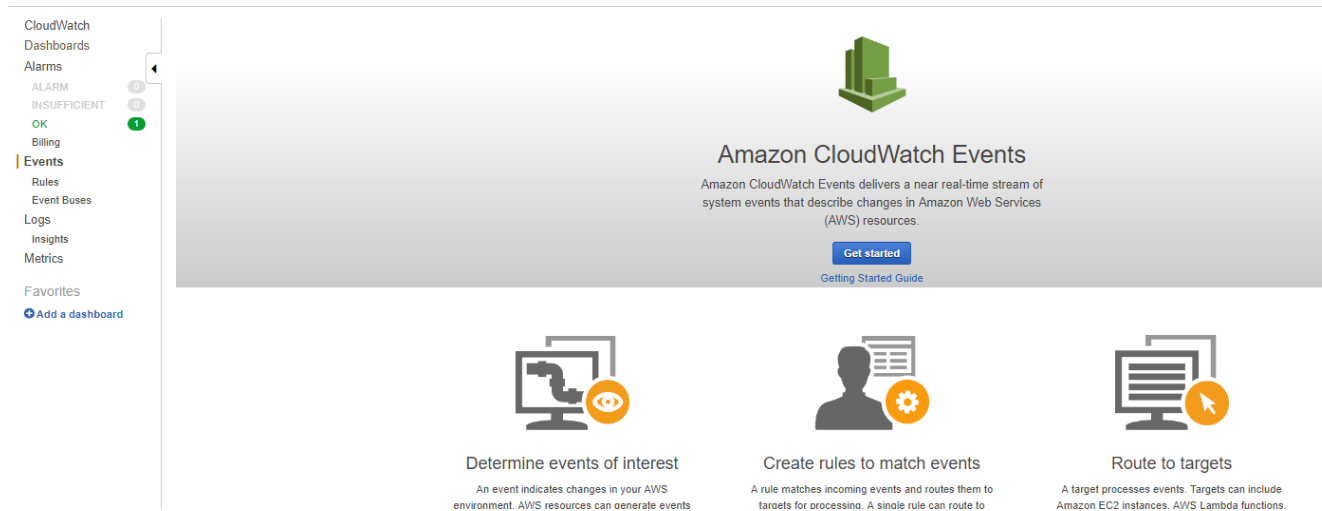 CloudWatch
Dashboards
Alarms
ALARM 0
INSUFFICIENT 0
OK 1
Billing
Events
Rules
Event Buses
Logs
Insights
Metrics
Favorites
Add a dashboard
Amazon CloudWatch Events
Amazon CloudWatch Events delivers a near real-time stream of
system events that describe changes in Amazon Web Services
(AWS) resources.
Get started
Getting Started Guide
Determine events of interest
An event indicates changes in your AWS
environment. AWS resources can generate events
Create rules to match events
A rule matches incoming events and routes them to
targets for processing. A single rule can route to
Route to targets
A target processes events. Targets can include
Amazon EC2 instances, AWS Lambda functions,